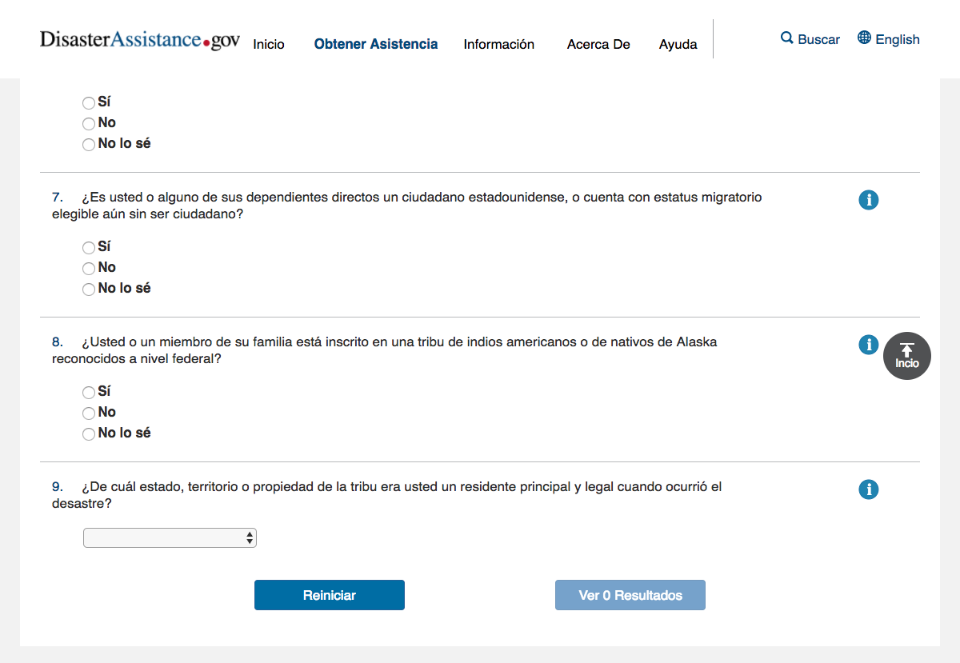 DisasterAssistance.gov Inicio Obtener Asistencia Información Acerca De Ayuda Buscar English
Sí
No
No lo sé
7. ¿Es usted o alguno de sus dependientes directos un ciudadano estadounidense, o cuenta con estatus migratorio
elegible aún sin ser ciudadano?
Sí
No
No lo sé
8. ¿Usted o un miembro de su familia está inscrito en una tribu de indios americanos o de nativos de Alaska
reconocidos a nivel federal?
Incio
Sí
No
No lo sé
9. ¿De cuál estado, territorio o propiedad de la tribu era usted un residente principal y legal cuando ocurrió el
desastre?
Reiniciar Ver 0 Resultados